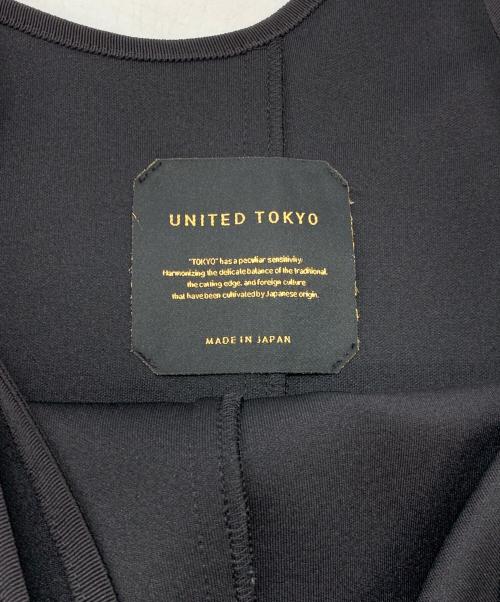 UNITED TOKYO
"TOKYO" has a peculiar sensitivity.
Harmonizing the delicate balance of the traditional,
the cutting edge, and foreign culture
that have been cultivated by Japanese origin.
MADE IN JAPAN